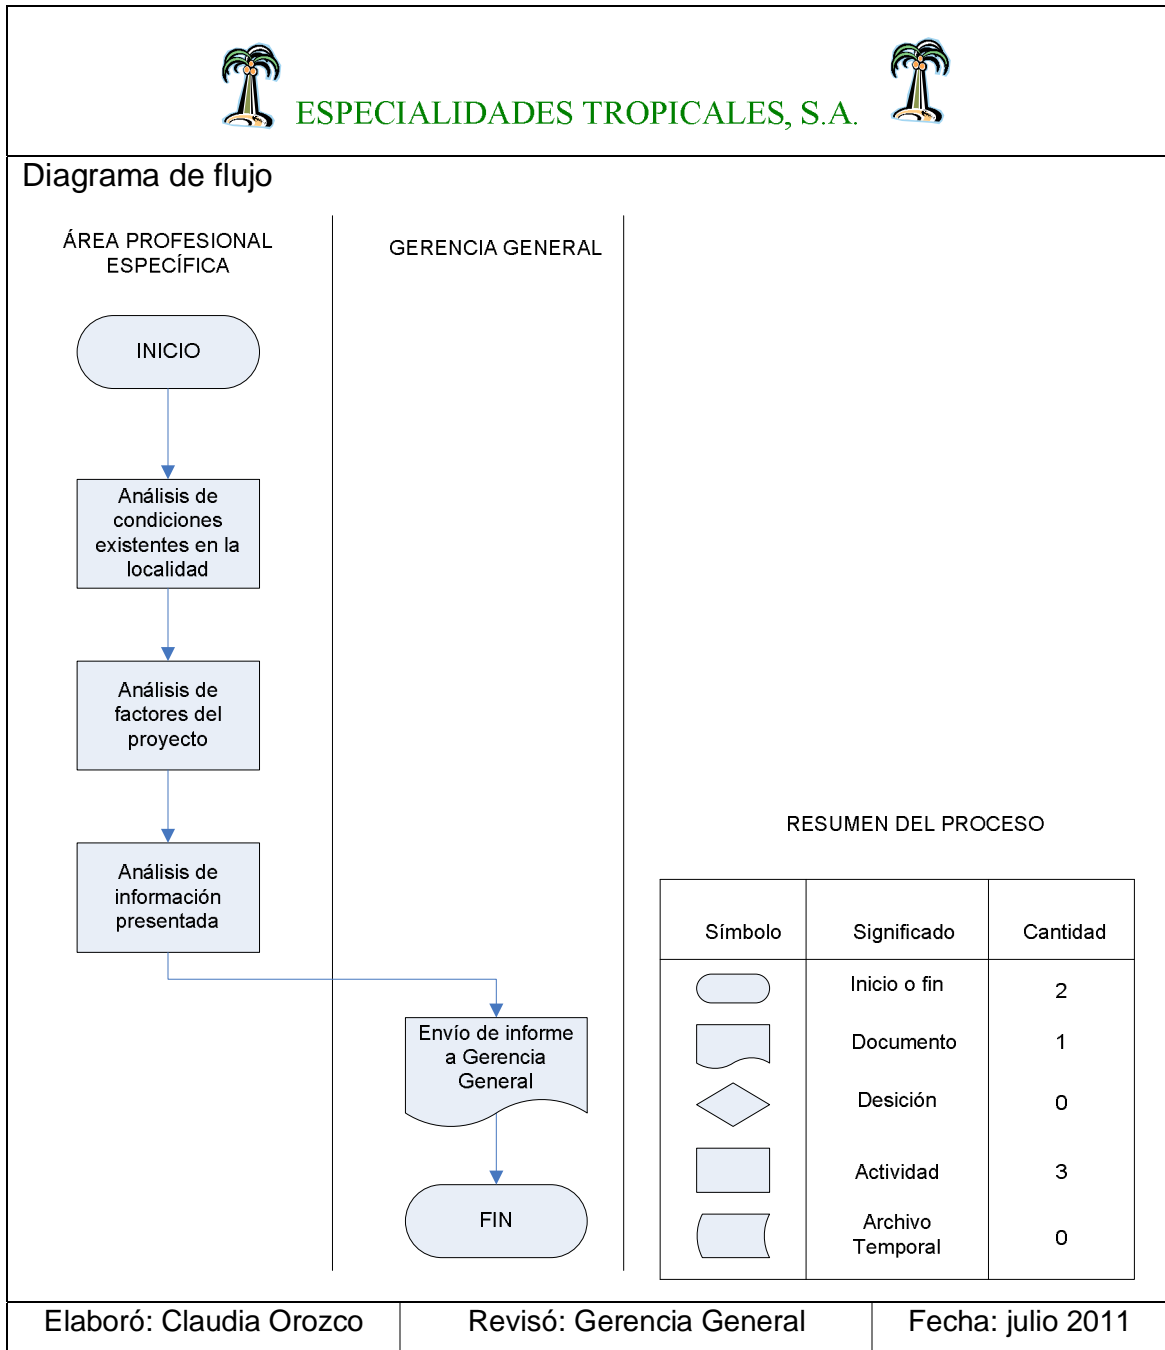 ESPECIALIDADES TROPICALES, S.A.
Diagrama de flujo
ÁREA PROFESIONAL
ESPECÍFICA
GERENCIA GENERAL
INICIO
Análisis de
condiciones
existentes en la
localidad
Análisis de
factores del
proyecto
Análisis de
información
presentada
Envío de informe
a Gerencia
General
FIN
RESUMEN DEL PROCESO
Símbolo Significado Cantidad
Inicio o fin 2
Documento 1
Desición 0
Actividad 3
Archivo
Temporal 0
Elaboró: Claudia Orozco Revisó: Gerencia General Fecha: julio 2011